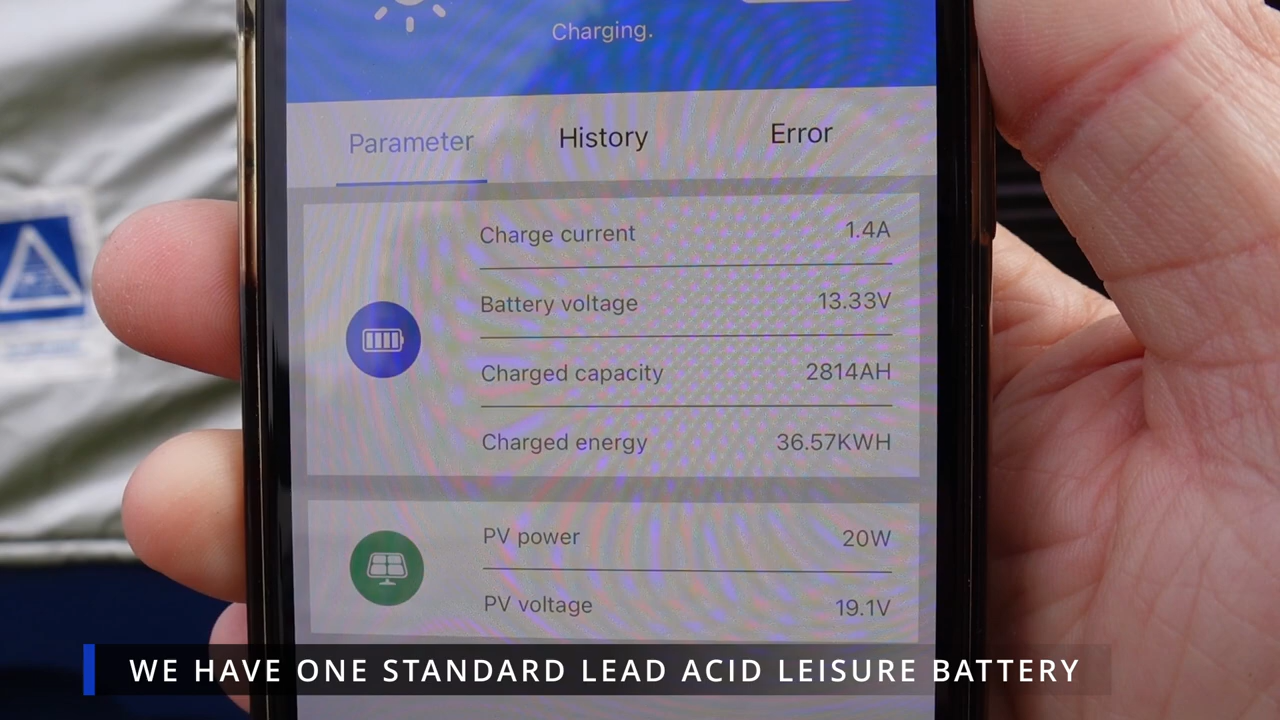 Charging.
Parameter History Error
Charge current 1.4A
Battery voltage 13.33V
Charged capacity 2814AH
Charged energy 36.57KWH
PV power 20W
PV voltage 19.1V
WE HAVE ONE STANDARD LEAD ACID LEISURE BATTERY